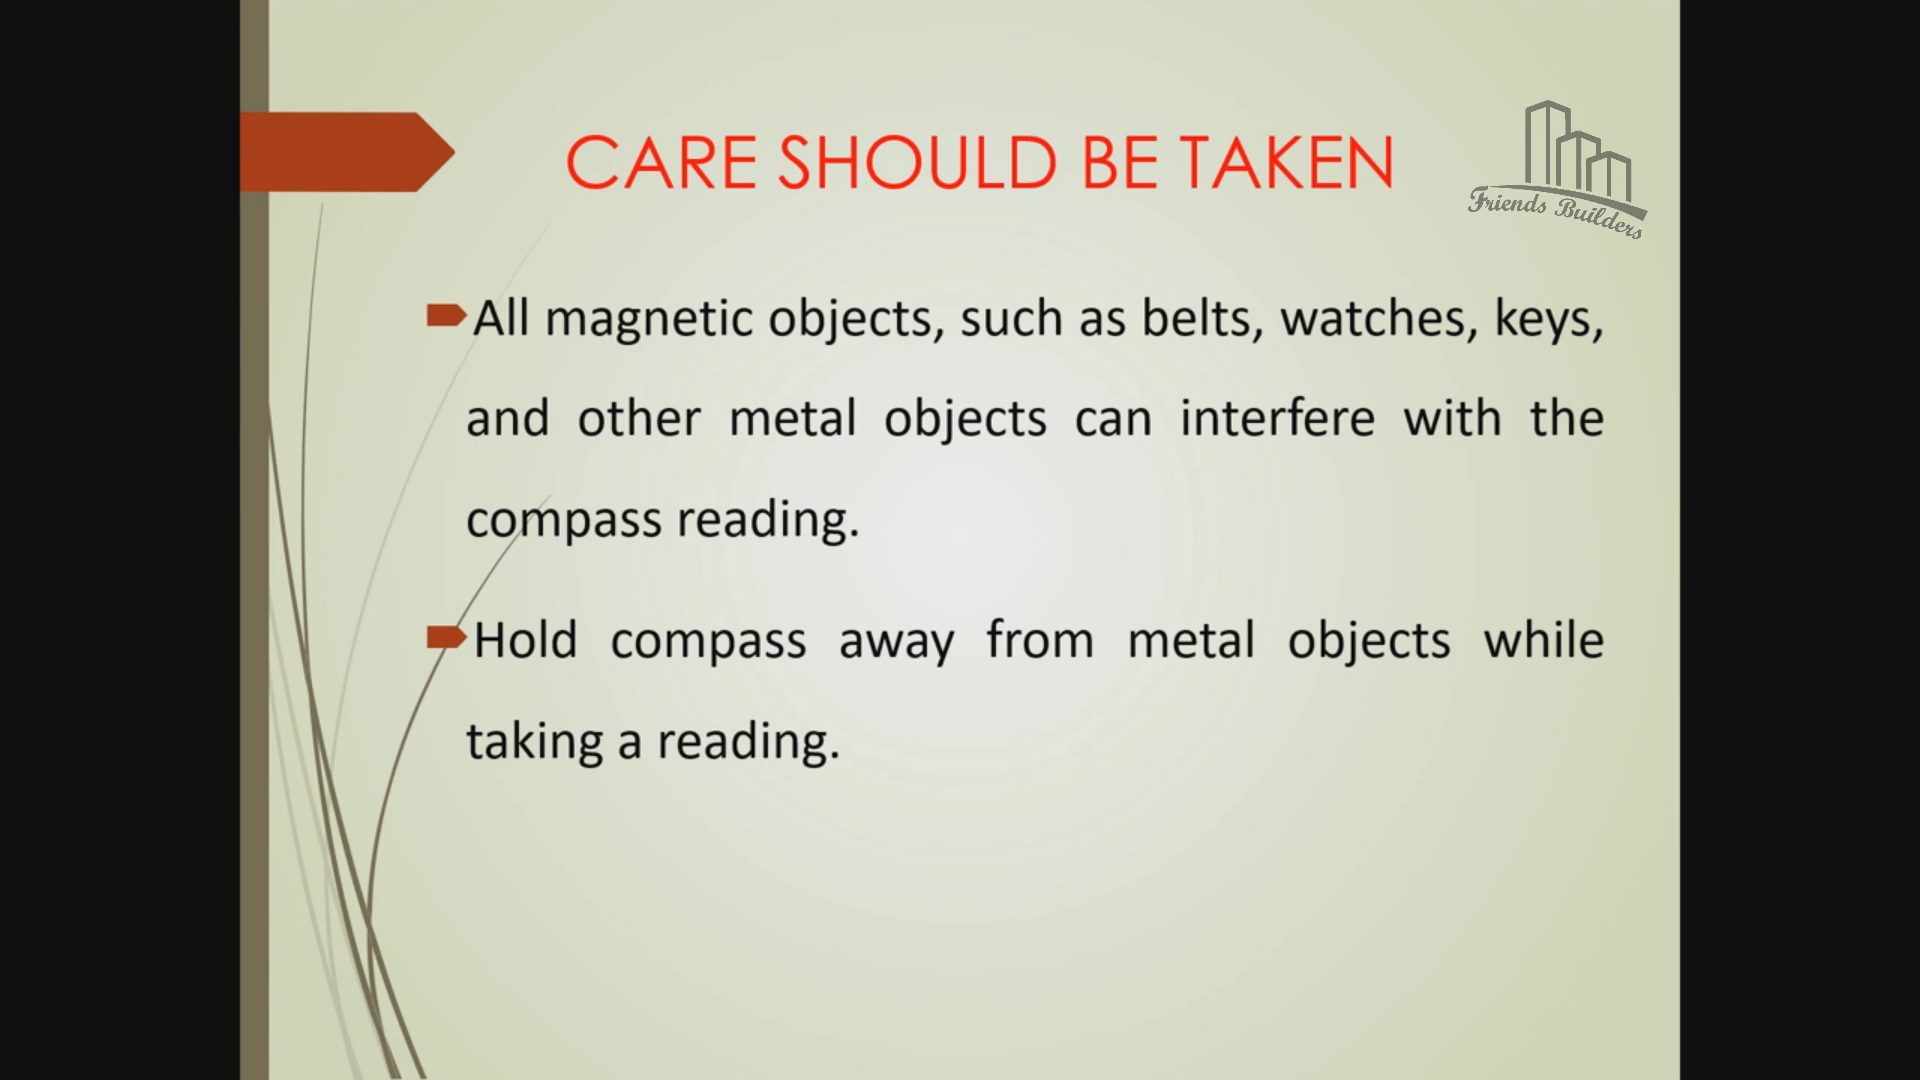 CARE SHOULD BE TAKEN
Friends Builders
All magnetic objects, such as belts, watches, keys,
and other metal objects can interfere with the
compass reading.
Hold compass away from metal objects while
taking a reading.